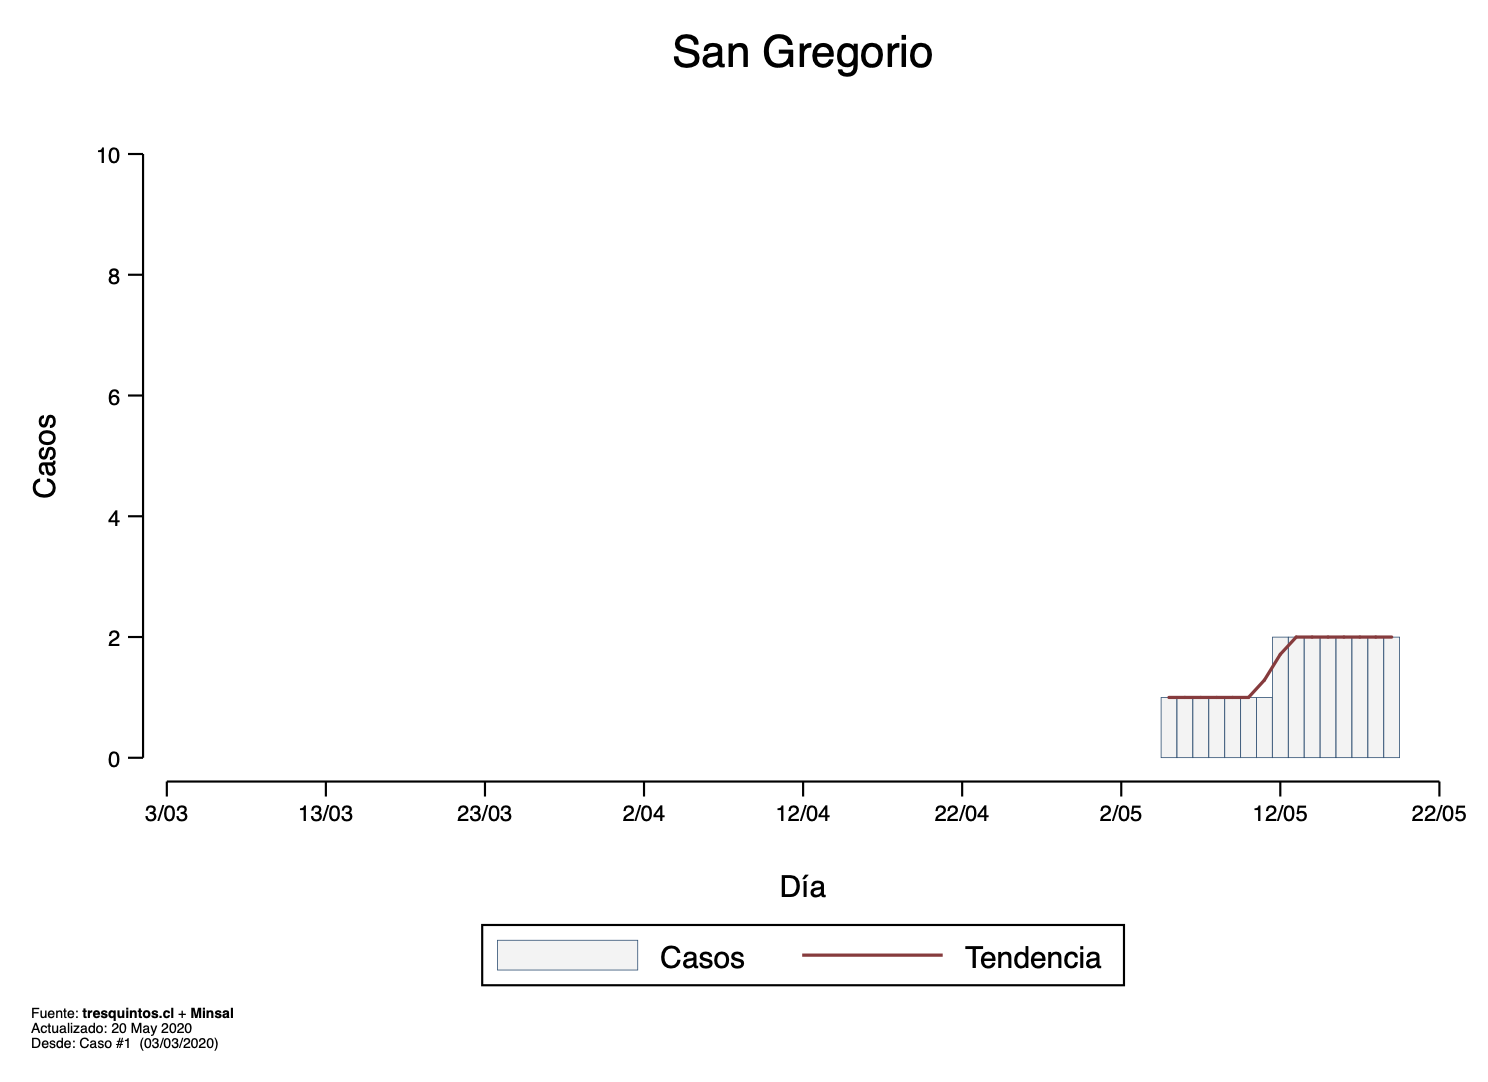 San Gregorio
10
8
6
4
2
0
Casos
3/03 13/03 23/03 2/04 12/04 22/04 2/05 12/05 22/05
Día
Casos Tendencia
Fuente: tresquintos.cl + Minsal
Actualizado: 20 May 2020
Desde: Caso #1 (03/03/2020)